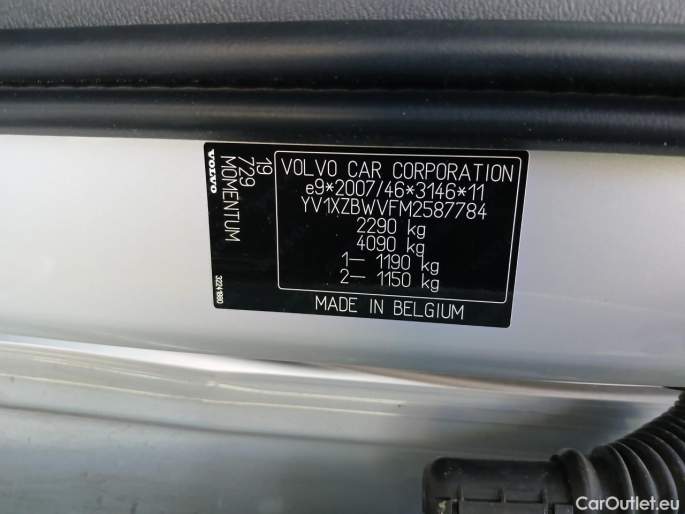 VOLVO CAR CORPORATION
e9*2007/46*3146*11
YV1XZBWVFM2587784
2290 kg
4090 kg
1– 1190 kg
2– 1150 kg
MADE IN BELGIUM
19
729
MOMENTUM
VOLVO
32241880
CarOutlet.eu